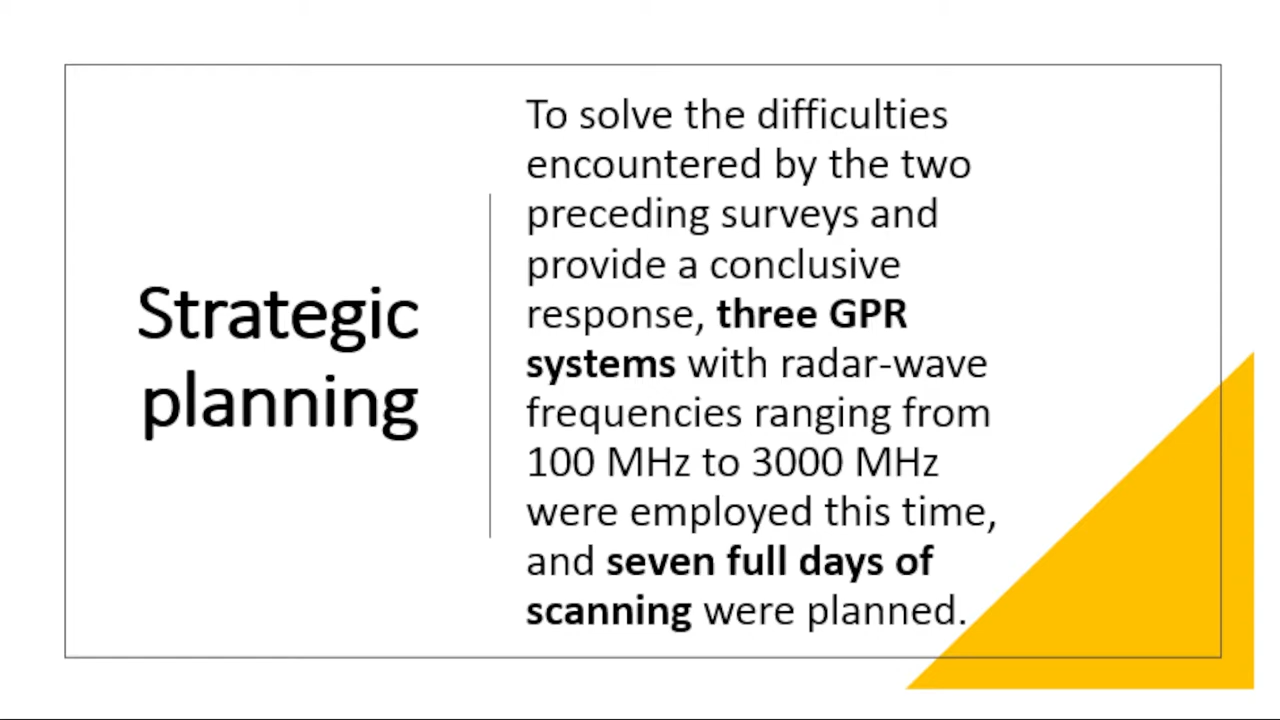 Strategic
planning
To solve the difficulties
encountered by the two
preceding surveys and
provide a conclusive
response, three GPR
systems with radar-wave
frequencies ranging from
100 MHz to 3000 MHz
were employed this time,
and seven full days of
scanning were planned.